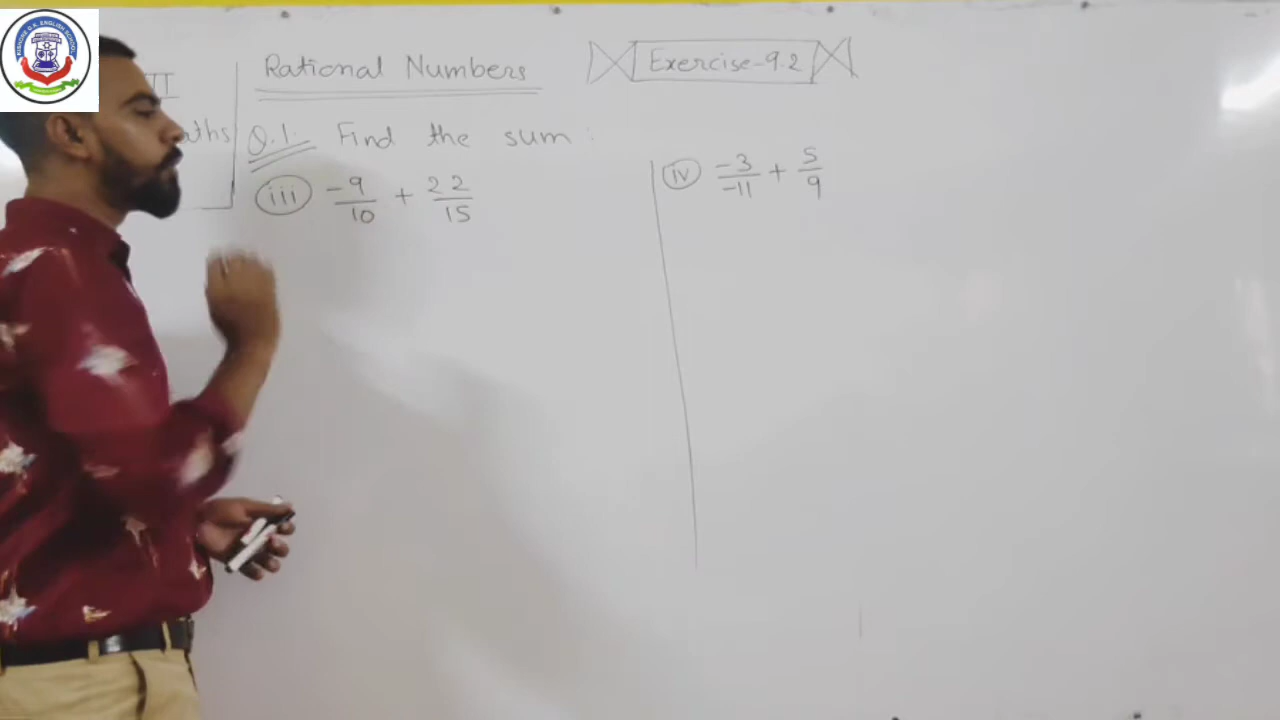 II
aths
Rational Numbers
Exercise-9.2
Q.1. Find the sum :
(iii) -9/10 + 22/15
(iv) -3/-11 + 5/9